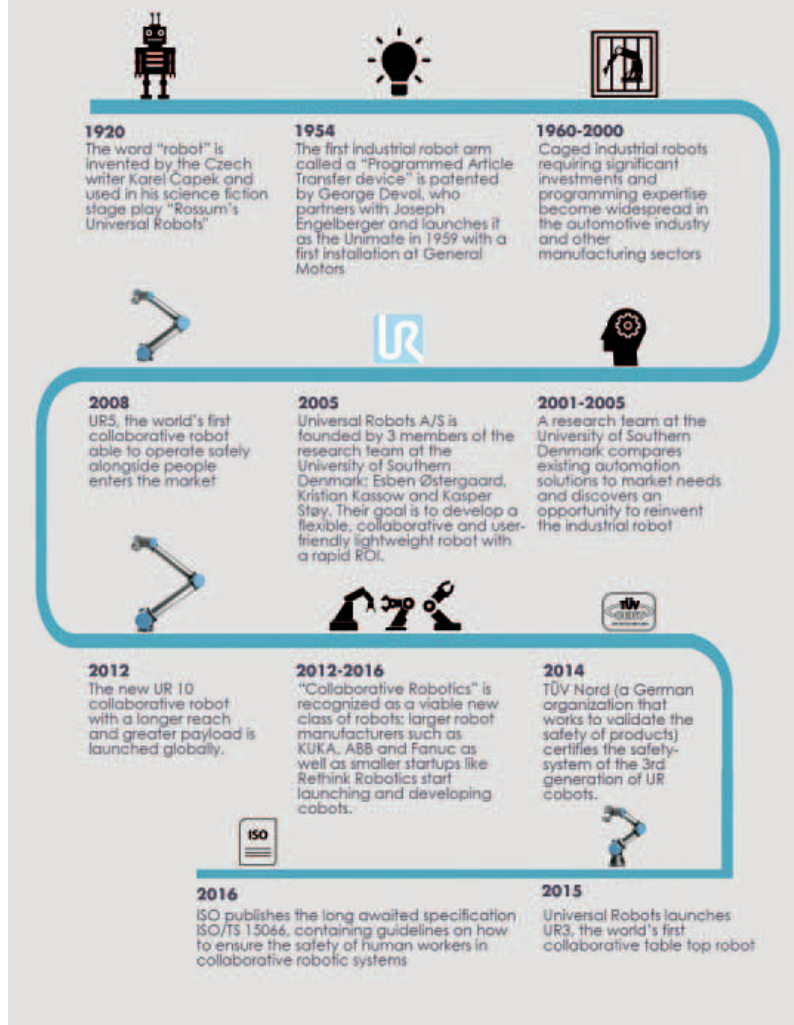 1920
The word “robot” is
invented by the Czech
writer Karel Čapek and
used in his science fiction
stage play “Rossum’s
Universal Robots”
1954
The first industrial robot arm
called a “Programmed Article
Transfer device” is patented
by George Devol, who
partners with Joseph
Engelberger and launches it
as the Unimate in 1959 with a
first installation at General
Motors
1960-2000
Caged industrial robots
requiring significant
investments and
programming expertise
become widespread in
the automotive industry
and other
manufacturing sectors
UR
2001-2005
A research team at the
University of Southern
Denmark compares
existing automation
solutions to market needs
and discovers an
opportunity to reinvent
the industrial robot
2005
Universal Robots A/S is
founded by 3 members of the
research team at the
University of Southern
Denmark; Esben Østergaard,
Kristian Kassow and Kasper
Støy. Their goal is to develop a
flexible, collaborative and user-
friendly lightweight robot with
a rapid ROI.
2008
UR5, the world’s first
collaborative robot
able to operate safely
alongside people
enters the market
2012
The new UR 10
collaborative robot
with a longer reach
and greater payload is
launched globally.
2012-2016
“Collaborative Robotics” is
recognized as a viable new
class of robots; larger robot
manufacturers such as
KUKA, ABB and Fanuc as
well as smaller startups like
Rethink Robotics start
launching and developing
cobots.
TÜV
CERT
2014
TÜV Nord (a German
organization that
works to validate the
safety of products)
certifies the safety-
system of the 3rd
generation of UR
cobots.
2015
Universal Robots launches
UR3, the world’s first
collaborative table top robot
ISO
2016
ISO publishes the long awaited specification
ISO/TS 15066, containing guidelines on how
to ensure the safety of human workers in
collaborative robotic systems